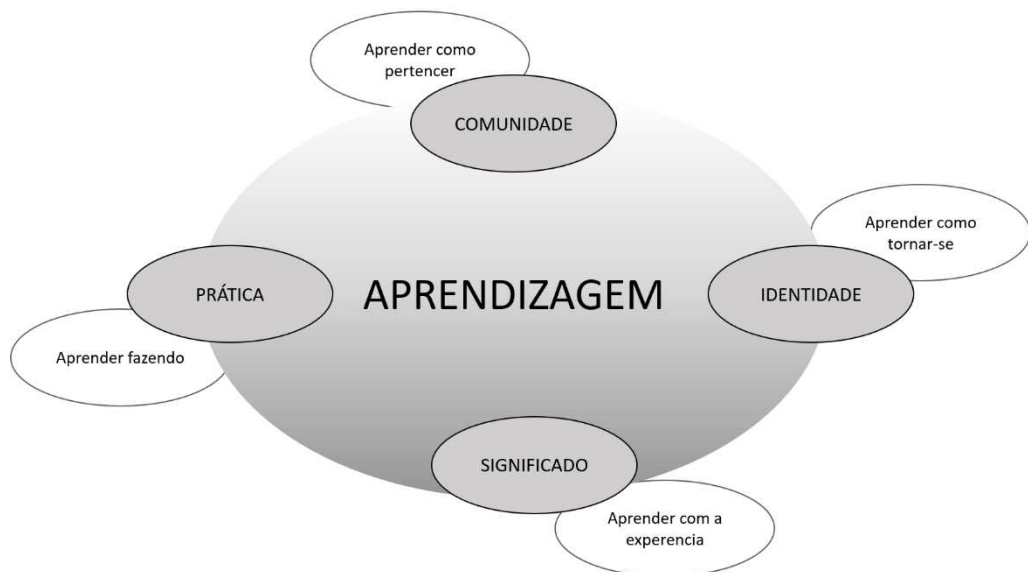 Aprender como
pertencer
COMUNIDADE
Aprender como
tornar-se
PRÁTICA
APRENDIZAGEM
IDENTIDADE
Aprender fazendo
SIGNIFICADO
Aprender com a
experencia